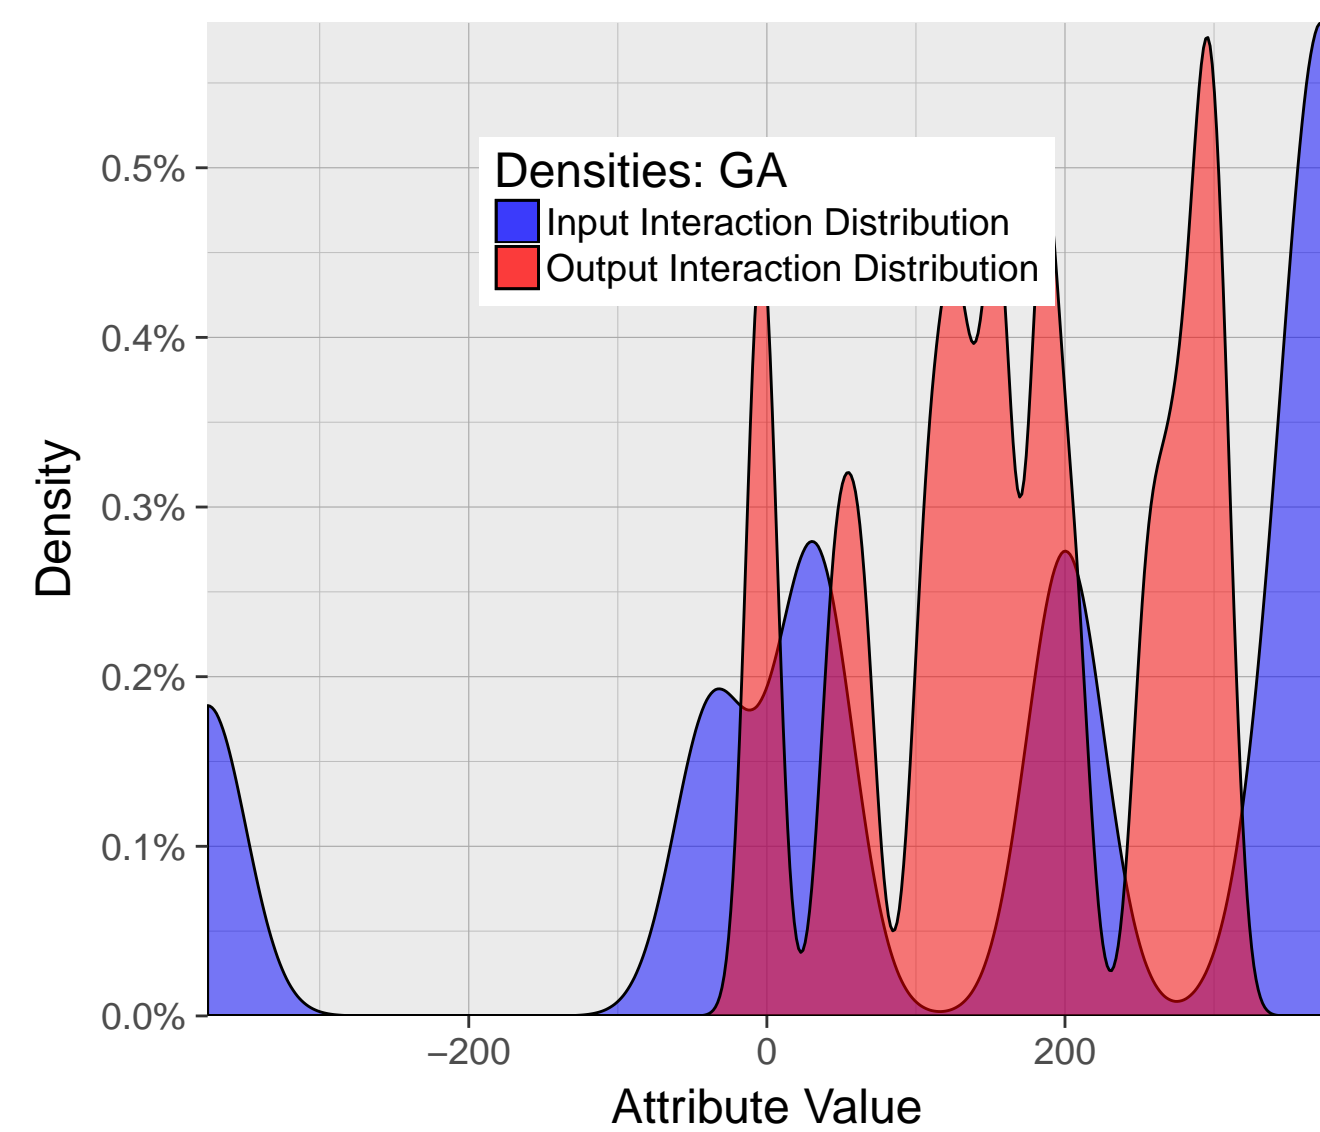 Densities: GA
Input Interaction Distribution
Output Interaction Distribution
Density
0.5%
0.4%
0.3%
0.2%
0.1%
0.0%
−200
0
200
Attribute Value